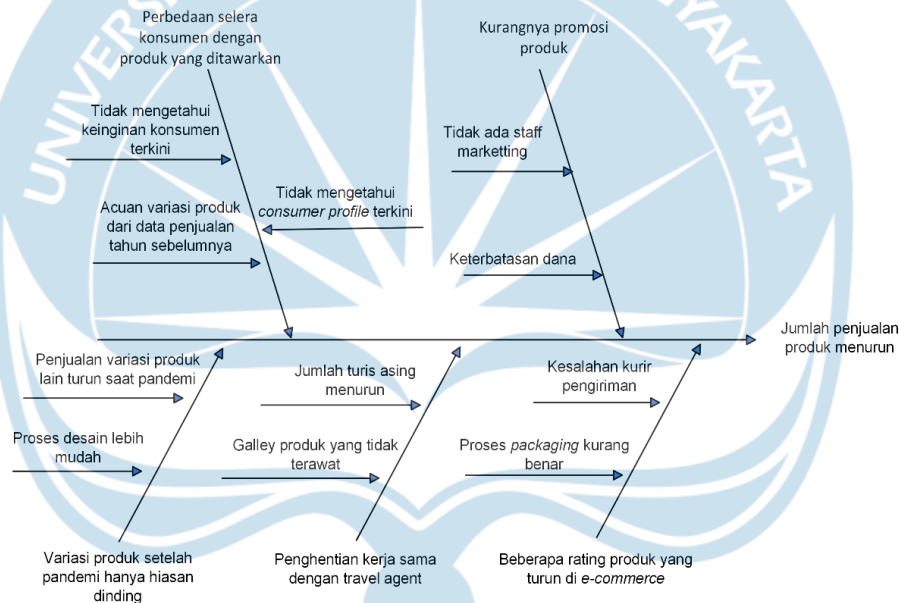 Perbedaan selera
konsumen dengan
produk yang ditawarkan
Kurangnya promosi
produk
Tidak mengetahui
keinginan konsumen
terkini
Tidak ada staff
marketting
Tidak mengetahui
consumer profile terkini
Acuan variasi produk
dari data penjualan
tahun sebelumnya
Keterbatasan dana
Jumlah penjualan
produk menurun
Penjualan variasi produk
lain turun saat pandemi
Jumlah turis asing
menurun
Kesalahan kurir
pengiriman
Proses desain lebih
mudah
Galley produk yang tidak
terawat
Proses packaging kurang
benar
Variasi produk setelah
pandemi hanya hiasan
dinding
Penghentian kerja sama
dengan travel agent
Beberapa rating produk yang
turun di e-commerce